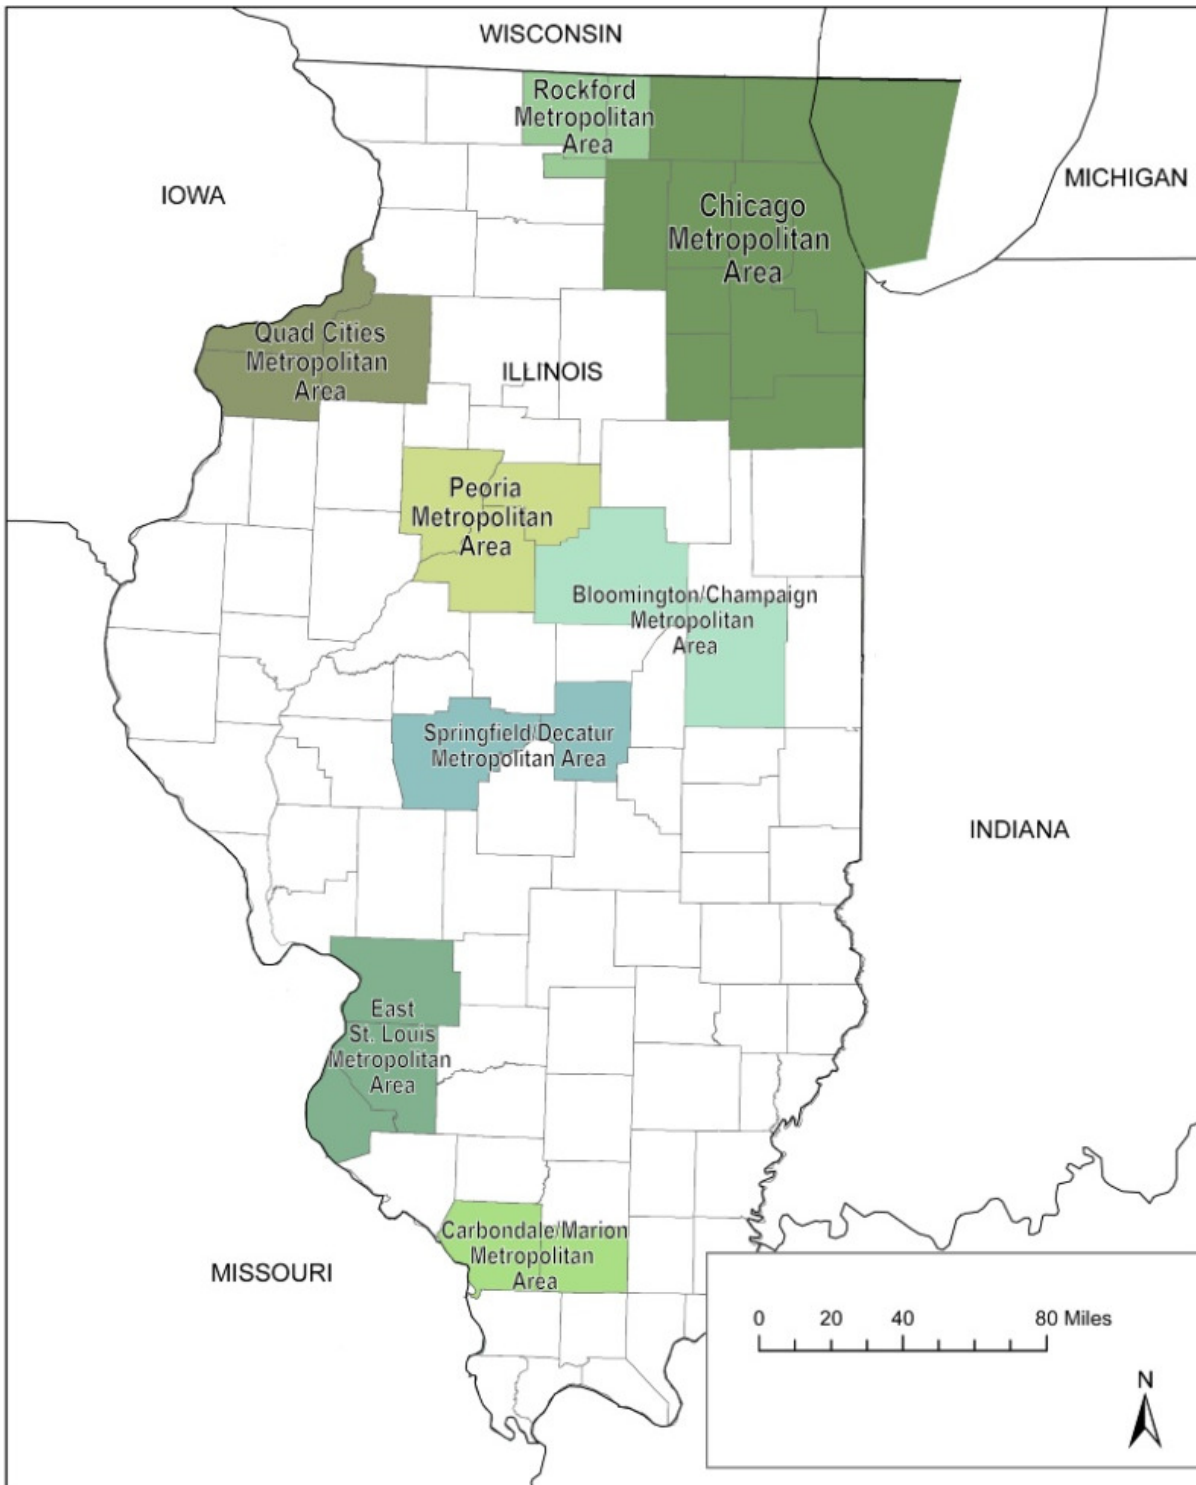 WISCONSIN
Rockford
Metropolitan
Area
MICHIGAN
IOWA
Chicago
Metropolitan
Area
Quad Cities
Metropolitan
Area
ILLINOIS
Peoria
Metropolitan
Area
Bloomington/Champaign
Metropolitan
Area
Springfield/Decatur
Metropolitan Area
INDIANA
East
St. Louis
Metropolitan
Area
Carbondale/Marion
Metropolitan
Area
MISSOURI
0 20 40 80 Miles
N